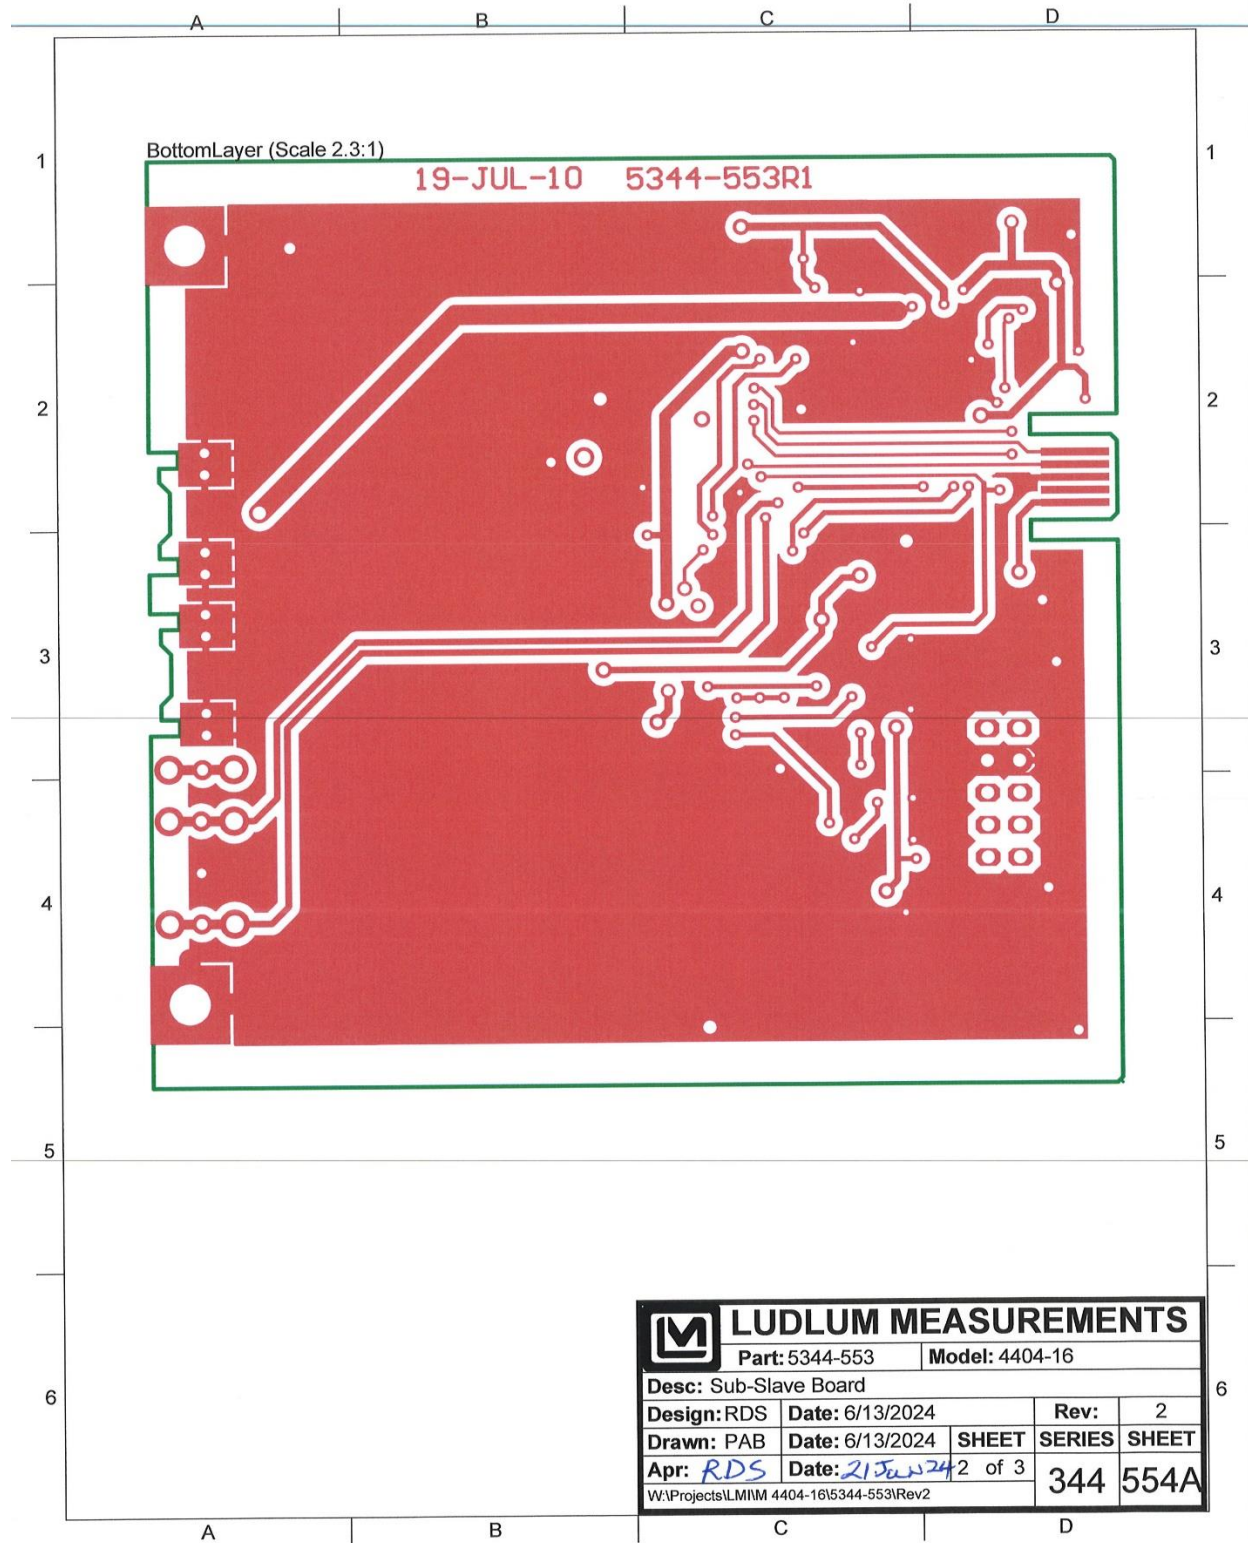 A B C D
BottomLayer (Scale 2.3:1)
1 1
19-JUL-10 5344-553R1
2 2
3 3
4 4
5 5
LUDLUM MEASUREMENTS
Part: 5344-553 Model: 4404-16
6 6
Desc: Sub-Slave Board
Design: RDS Date: 6/13/2024 Rev: 2
Drawn: PAB Date: 6/13/2024 SHEET SERIES SHEET
Apr: RDS Date: 21Jun24 2 of 3 344 554A
W:\Projects\LMI\M 4404-16\5344-553\Rev2
A B C D